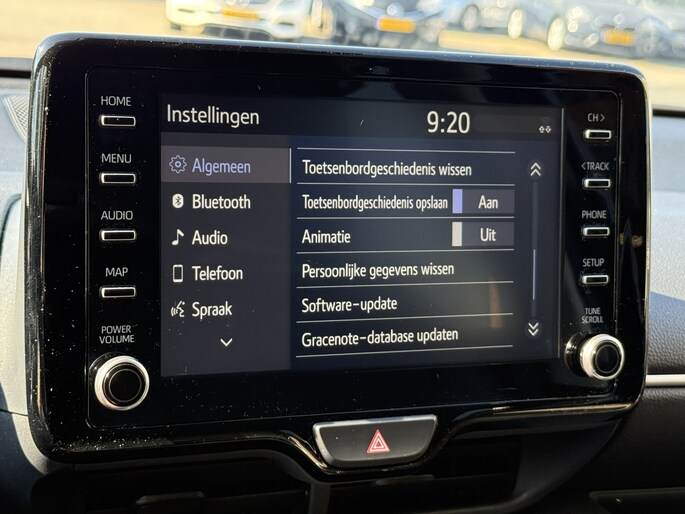 HOME
MENU
AUDIO
MAP
POWER
VOLUME
Instellingen
9:20
Algemeen
Bluetooth
Audio
Telefoon
Spraak
Toetsenbordgeschiedenis wissen
Toetsenbordgeschiedenis opslaan Aan
Animatie Uit
Persoonlijke gegevens wissen
Software-update
Gracenote-database updaten
CH >
< TRACK
PHONE
SETUP
TUNE
SCROLL